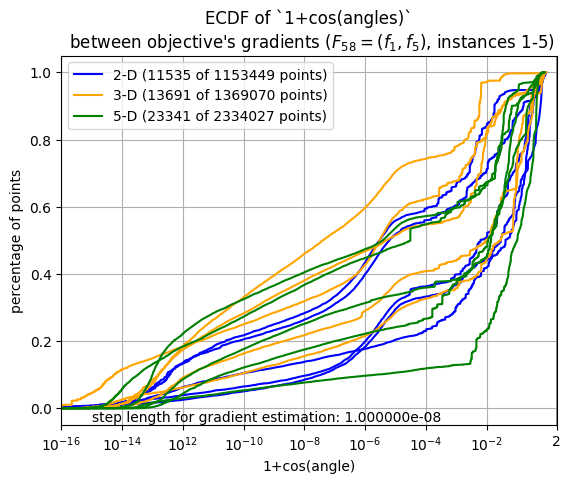 ECDF of `1+cos(angles)`
between objective's gradients (F₅₈ = (f₁, f₅), instances 1-5)
2-D (11535 of 1153449 points)
3-D (13691 of 1369070 points)
5-D (23341 of 2334027 points)
percentage of points
1.0
0.8
0.6
0.4
0.2
0.0
step length for gradient estimation: 1.000000e-08
10⁻¹⁶ 10⁻¹⁴ 10¹² 10⁻¹⁰ 10⁻⁸ 10⁻⁶ 10⁻⁴ 10⁻² 2
1+cos(angle)